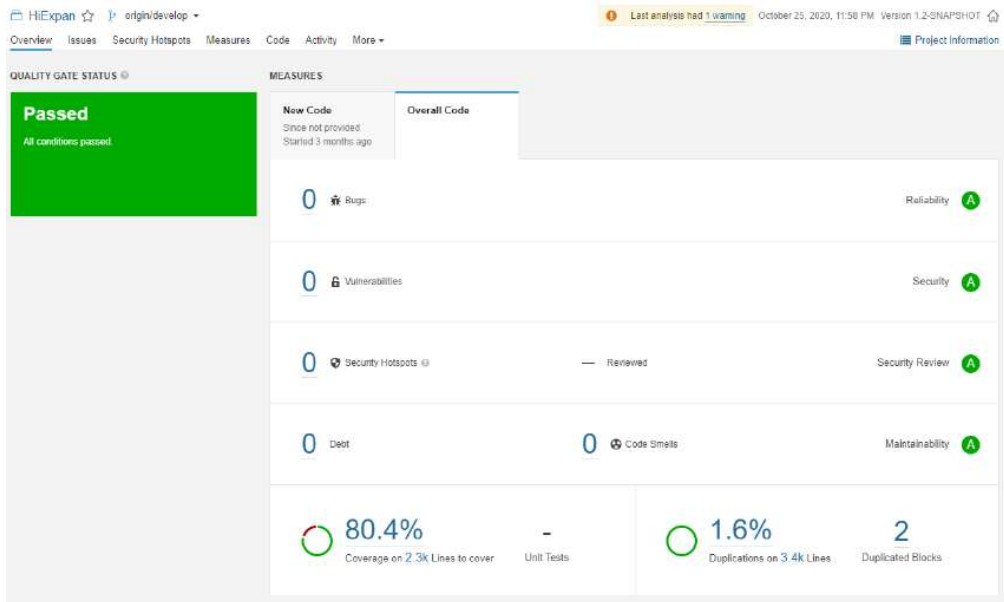 HiExpan origin/develop Last analysis had 1 warning October 25, 2020, 11:58 PM Version 1.2-SNAPSHOT
Overview Issues Security Hotspots Measures Code Activity More Project Information
QUALITY GATE STATUS
MEASURES
Passed
All conditions passed.
New Code
Since not provided
Started 3 months ago
Overall Code
0 Bugs Reliability A
0 Vulnerabilities Security A
0 Security Hotspots — Reviewed Security Review A
0 Debt 0 Code Smells Maintainability A
80.4% - 1.6% 2
Coverage on 2.3k Lines to cover Unit Tests Duplications on 3.4k Lines Duplicated Blocks